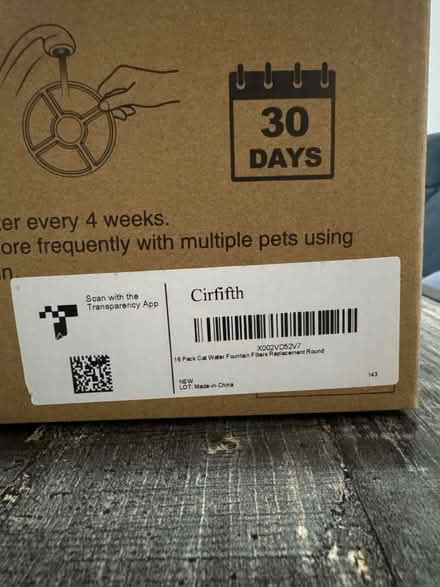 30
DAYS
er every 4 weeks.
ore frequently with multiple pets using
n.
Scan with the
Transparency App
Cirfifth
X002VD52V7
16 Pack Cat Water Fountain Filters Replacement Round
NEW
LOT: Made-in-China
143